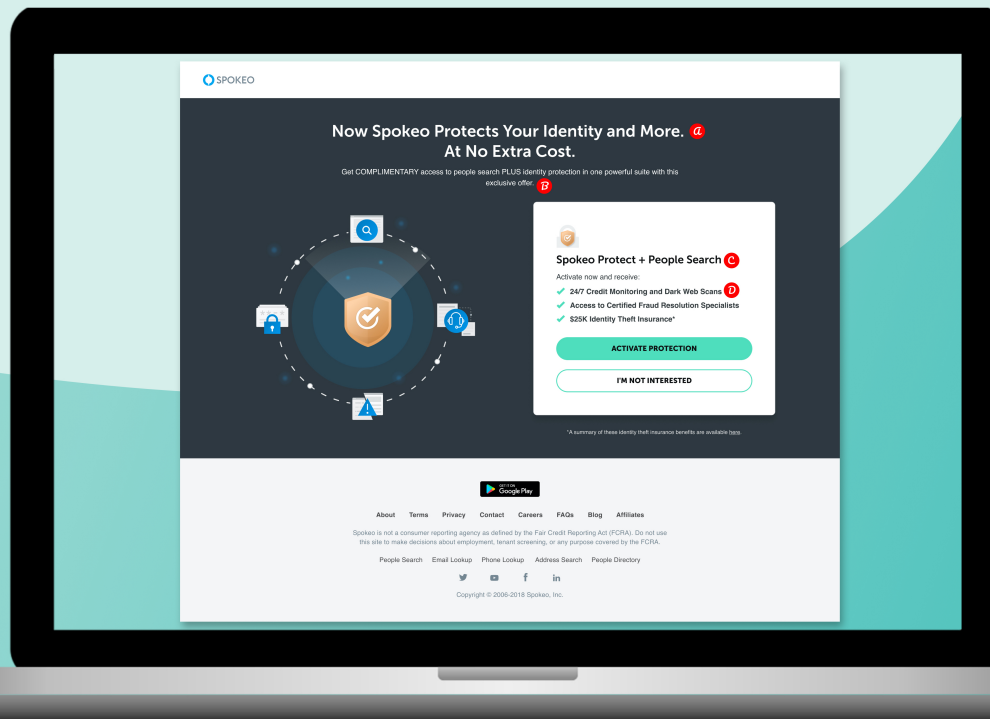 SPOKEO
Now Spokeo Protects Your Identity and More. a
At No Extra Cost.
Get COMPLIMENTARY access to people search PLUS identity protection in one powerful suite with this
exclusive offer. B
Spokeo Protect + People Search C
Activate now and receive:
24/7 Credit Monitoring and Dark Web Scans D
Access to Certified Fraud Resolution Specialists
$25K Identity Theft Insurance*
ACTIVATE PROTECTION
I'M NOT INTERESTED
*A summary of these identity theft insurance benefits are available here.
GET IT ON
Google Play
About Terms Privacy Contact Careers FAQs Blog Affiliates
Spokeo is not a consumer reporting agency as defined by the Fair Credit Reporting Act (FCRA). Do not use
this site to make decisions about employment, tenant screening, or any purpose covered by the FCRA.
People Search Email Lookup Phone Lookup Address Search People Directory
Copyright © 2006-2018 Spokeo, Inc.